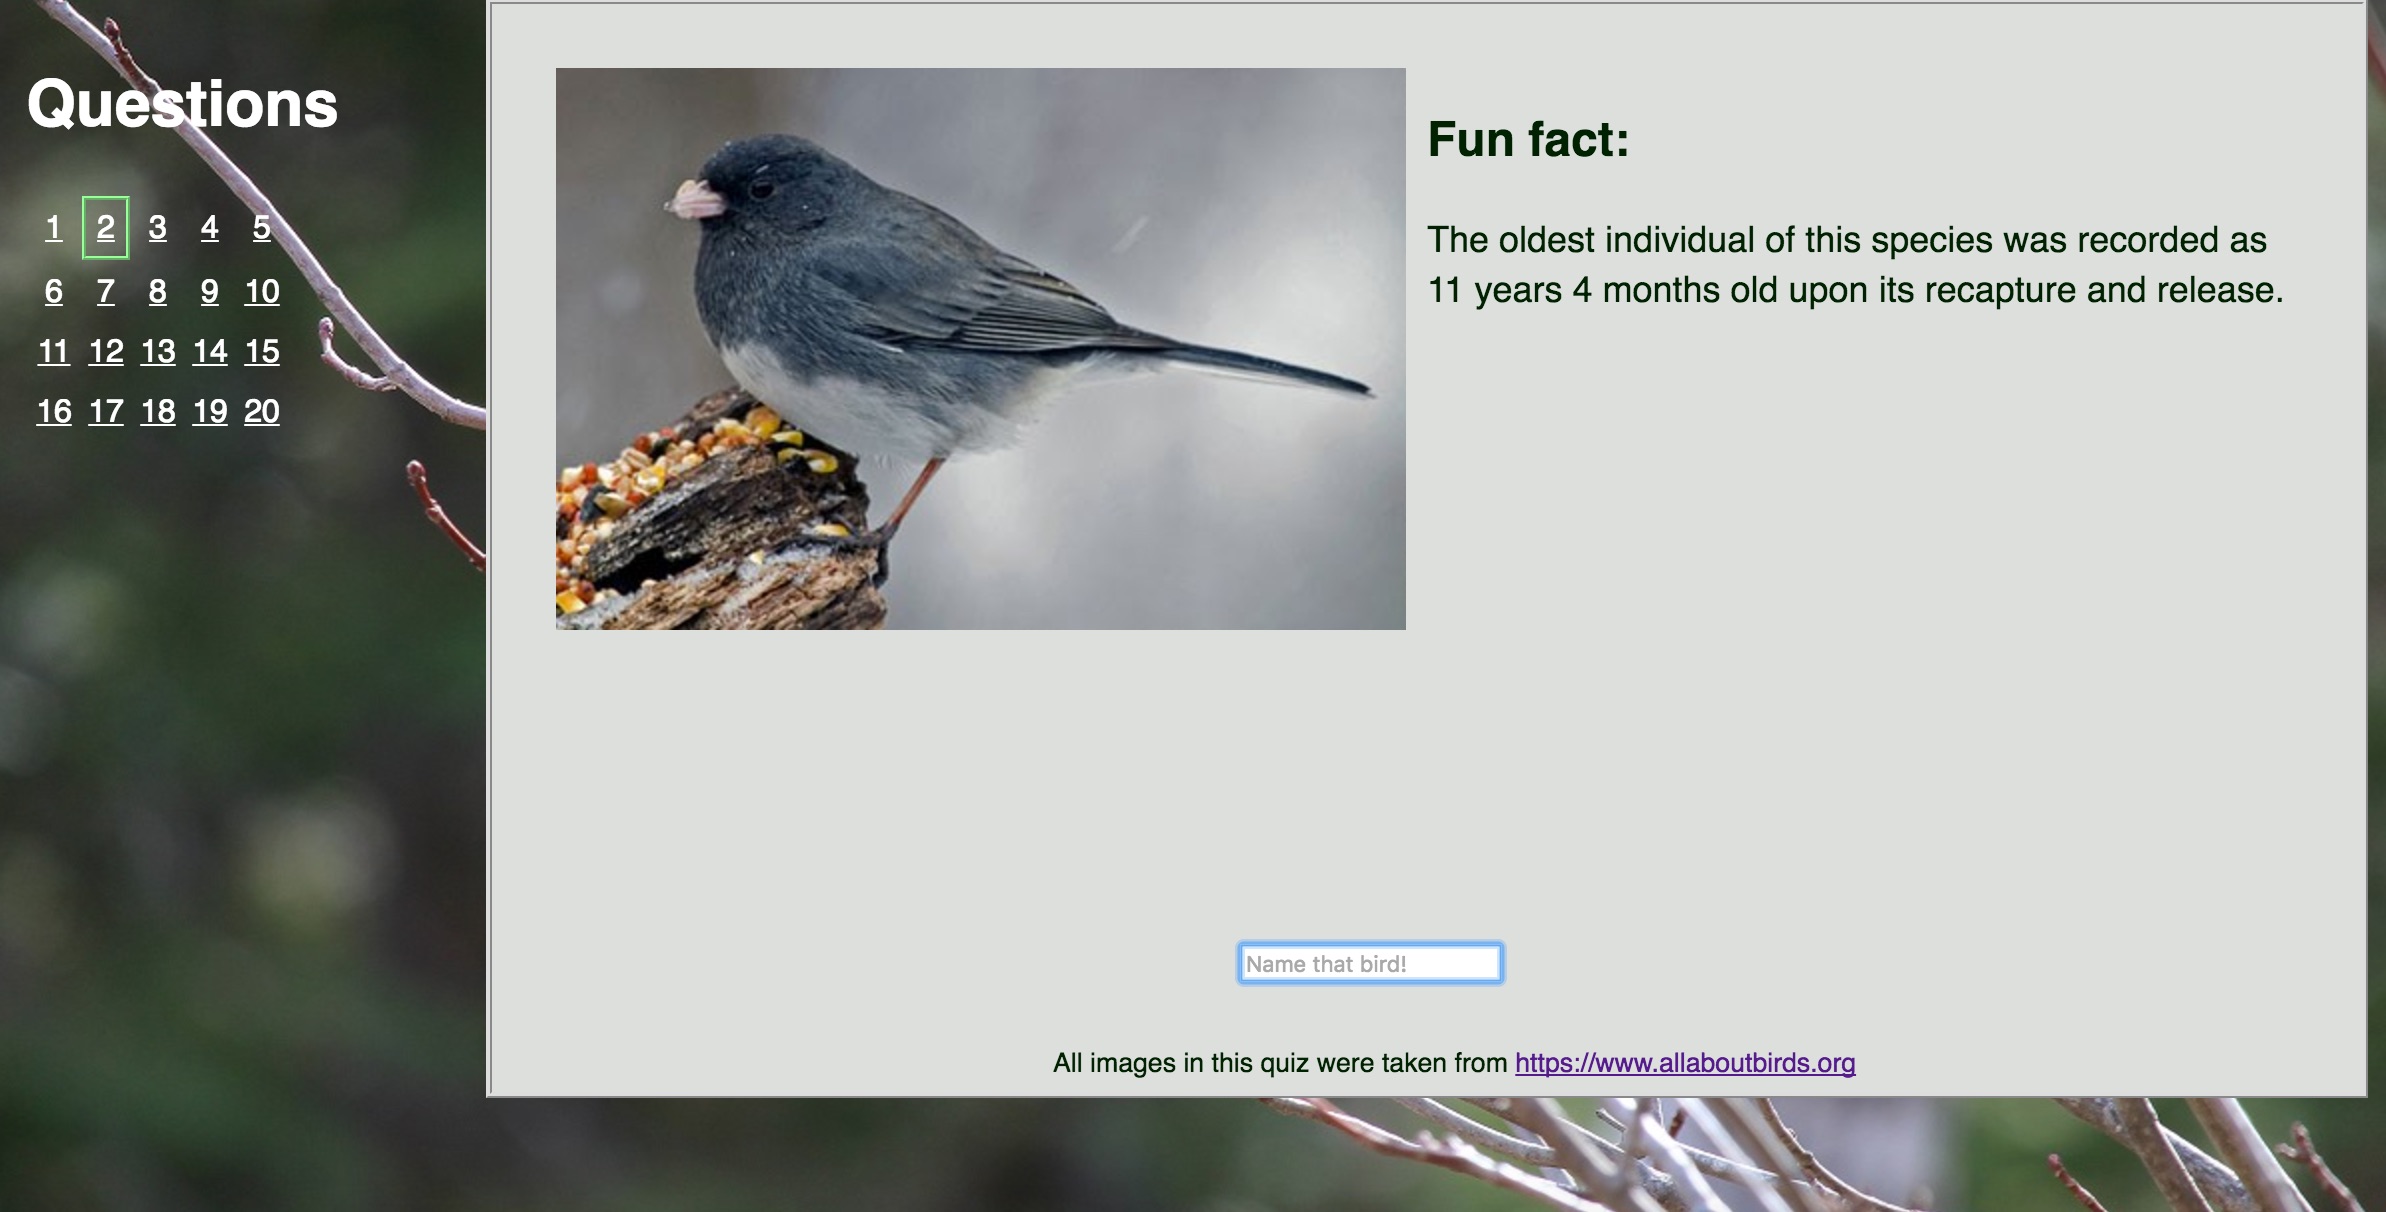 Questions
1 2 3 4 5
6 7 8 9 10
11 12 13 14 15
16 17 18 19 20
Fun fact:
The oldest individual of this species was recorded as
11 years 4 months old upon its recapture and release.
Name that bird!
All images in this quiz were taken from https://www.allaboutbirds.org